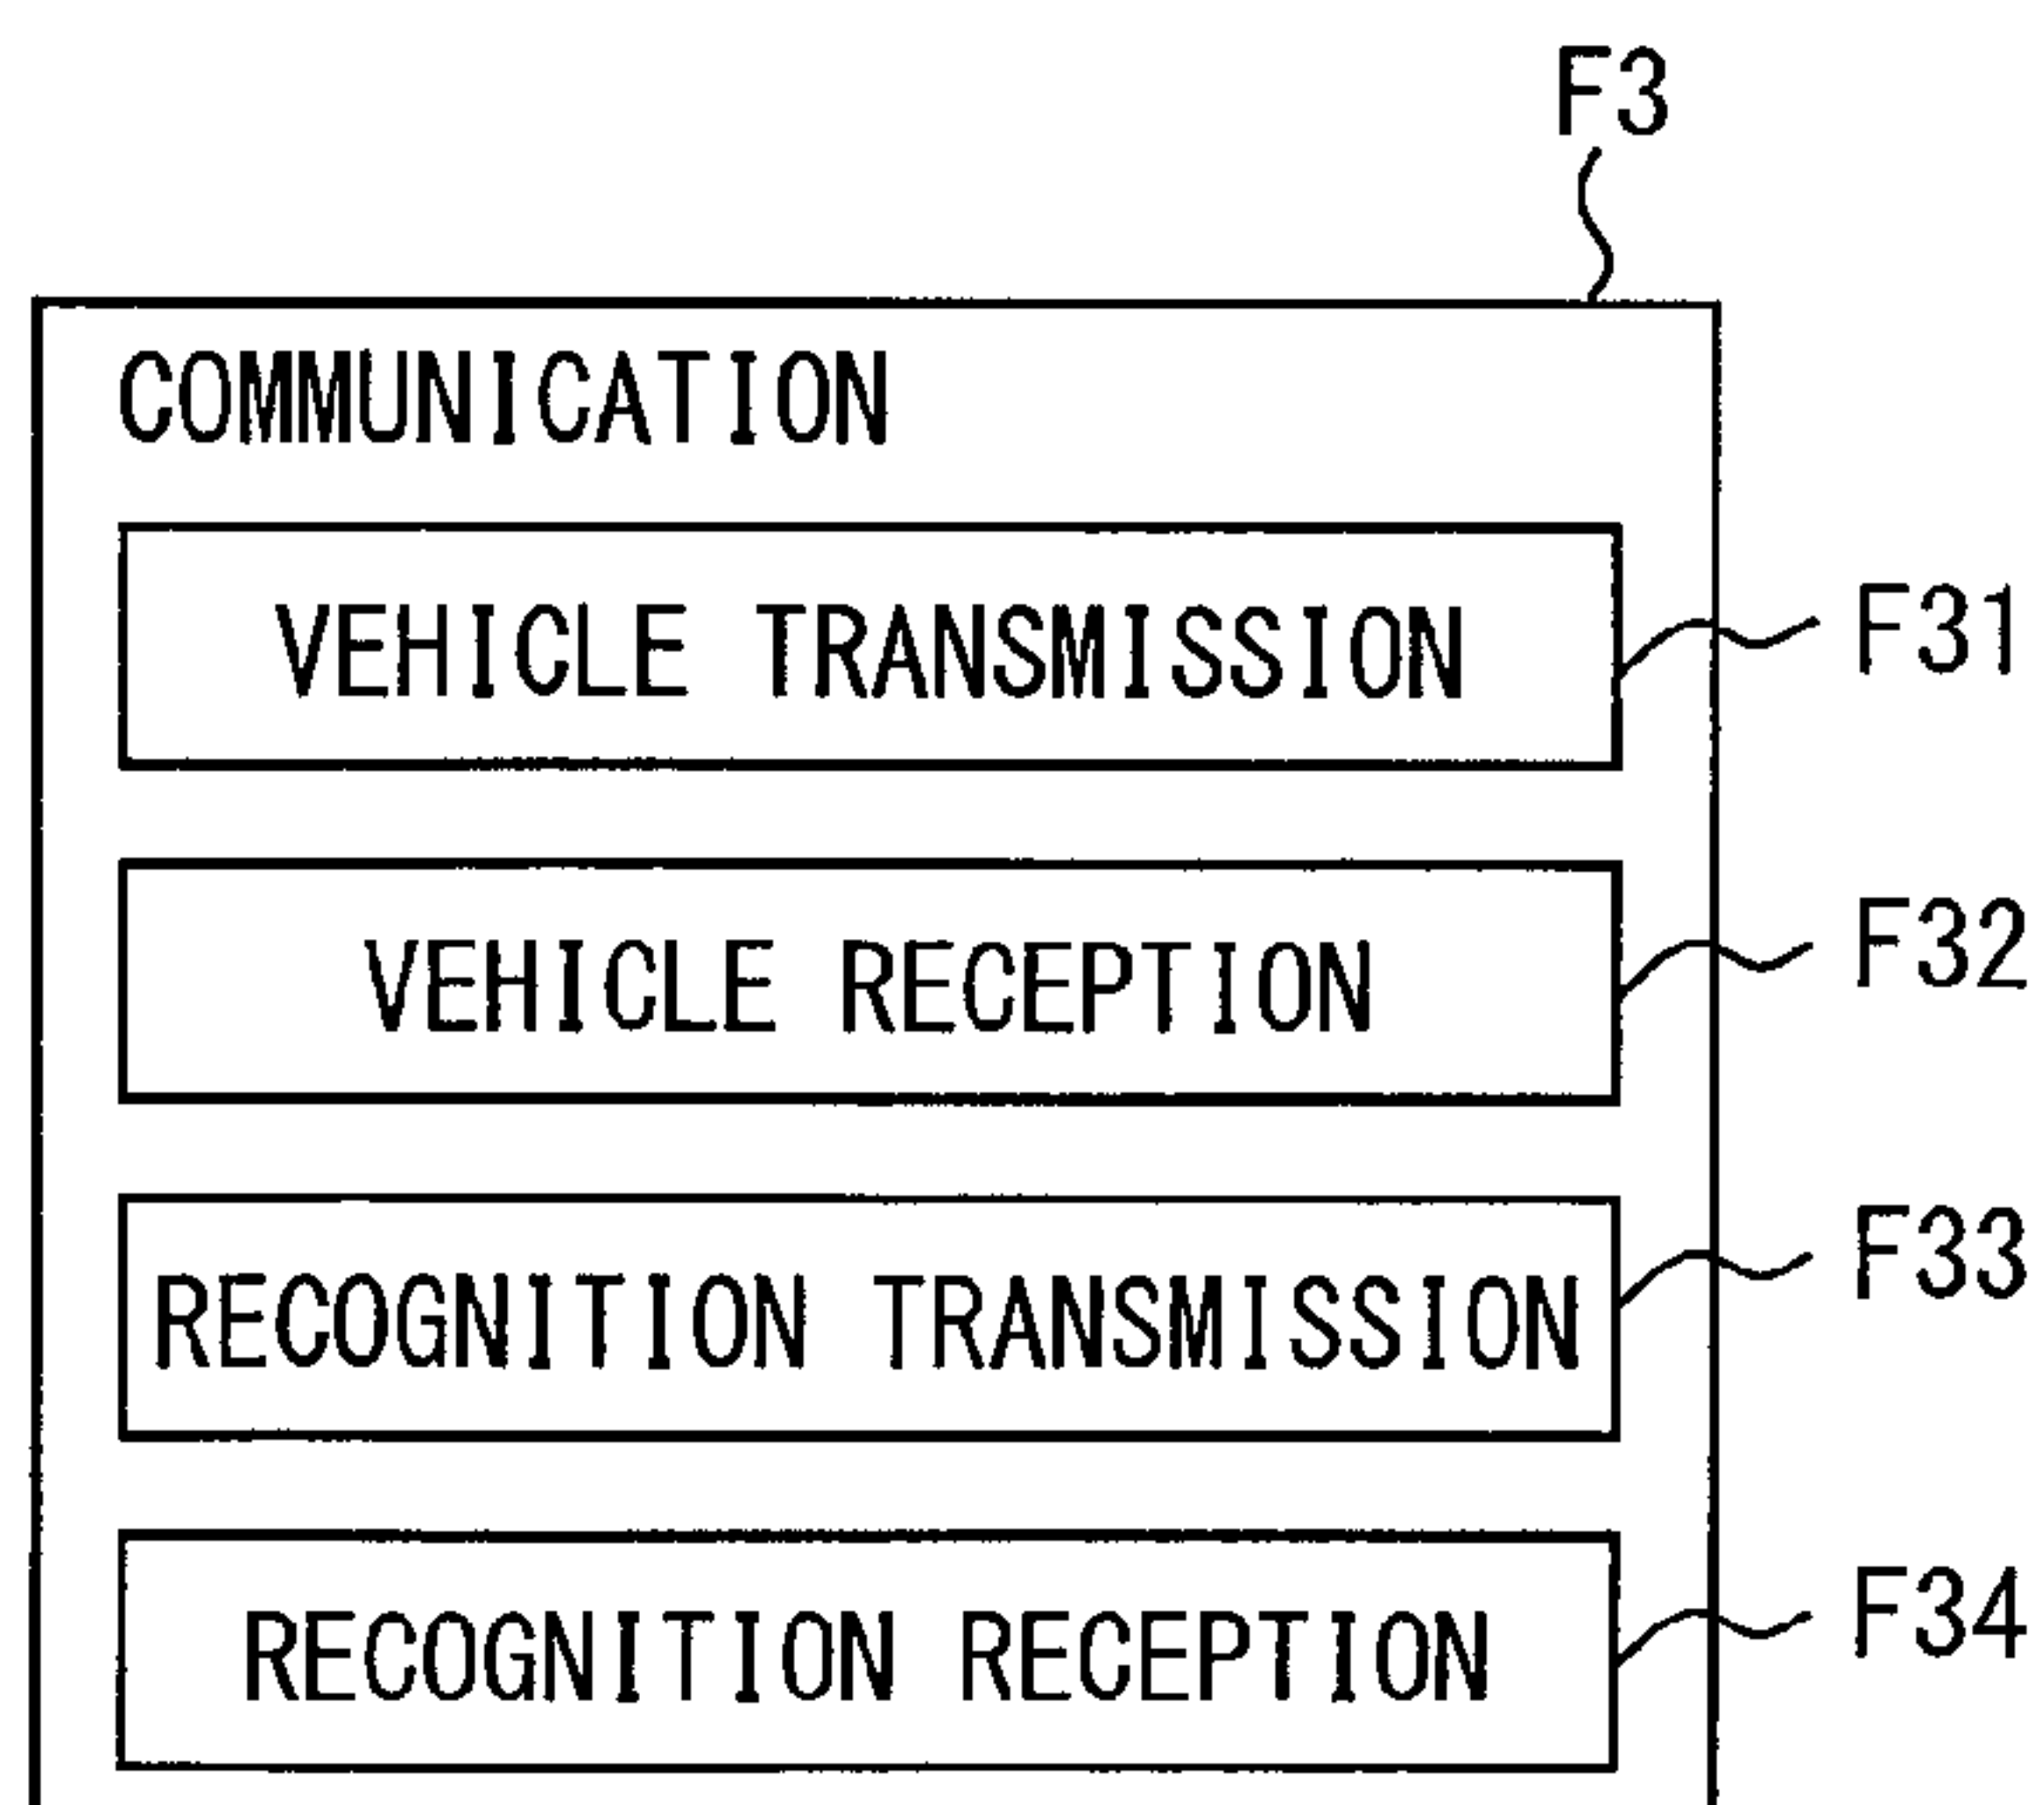 F3
COMMUNICATION
VEHICLE TRANSMISSION
F31
VEHICLE RECEPTION
F32
RECOGNITION TRANSMISSION
F33
RECOGNITION RECEPTION
F34